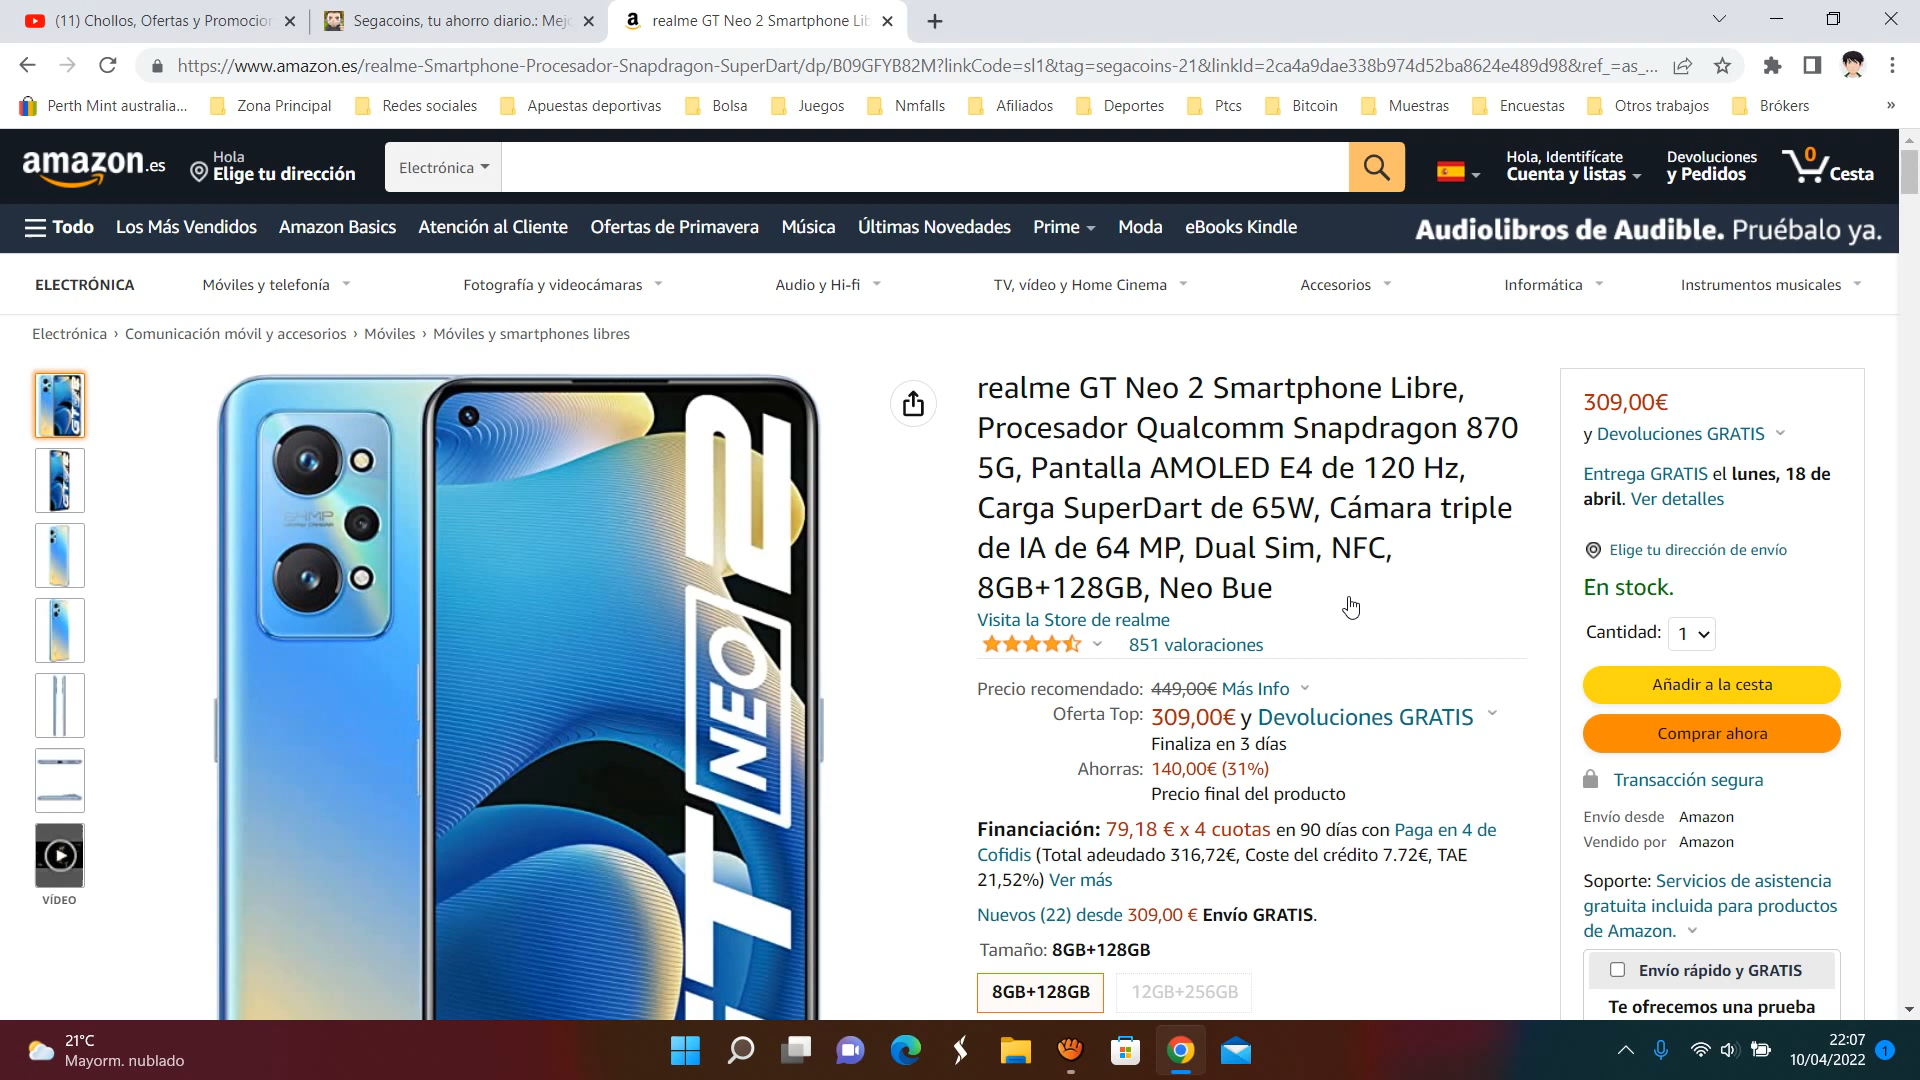 (11) Chollos, Ofertas y Promocion
Segacoins, tu ahorro diario.: Mejo
realme GT Neo 2 Smartphone Lib
https://www.amazon.es/realme-Smartphone-Procesador-Snapdragon-SuperDart/dp/B09GFYB82M?linkCode=sl1&tag=segacoins-21&linkId=2ca4a9dae338b974d52ba8624e489d98&ref_=as_...
Perth Mint australia...
Zona Principal
Redes sociales
Apuestas deportivas
Bolsa
Juegos
Nmfalls
Afiliados
Deportes
Ptcs
Bitcoin
Muestras
Encuestas
Otros trabajos
Brókers
»
amazon.es
Hola
Elige tu dirección
Electrónica
Hola, Identifícate
Cuenta y listas
Devoluciones
y Pedidos
0
Cesta
Todo
Los Más Vendidos
Amazon Basics
Atención al Cliente
Ofertas de Primavera
Música
Últimas Novedades
Prime
Moda
eBooks Kindle
Audiolibros de Audible. Pruébalo ya.
ELECTRÓNICA
Móviles y telefonía
Fotografía y videocámaras
Audio y Hi-fi
TV, vídeo y Home Cinema
Accesorios
Informática
Instrumentos musicales
Electrónica › Comunicación móvil y accesorios › Móviles › Móviles y smartphones libres
VÍDEO
64MP
GT NEO 2
realme GT Neo 2 Smartphone Libre,
Procesador Qualcomm Snapdragon 870
5G, Pantalla AMOLED E4 de 120 Hz,
Carga SuperDart de 65W, Cámara triple
de IA de 64 MP, Dual Sim, NFC,
8GB+128GB, Neo Bue
Visita la Store de realme
851 valoraciones
Precio recomendado: 449,00€ Más Info
Oferta Top: 309,00€ y Devoluciones GRATIS
Finaliza en 3 días
Ahorras: 140,00€ (31%)
Precio final del producto
Financiación: 79,18 € x 4 cuotas en 90 días con Paga en 4 de
Cofidis (Total adeudado 316,72€, Coste del crédito 7.72€, TAE
21,52%) Ver más
Nuevos (22) desde 309,00 € Envío GRATIS.
Tamaño: 8GB+128GB
8GB+128GB
12GB+256GB
309,00€
y Devoluciones GRATIS
Entrega GRATIS el lunes, 18 de
abril. Ver detalles
Elige tu dirección de envío
En stock.
Cantidad: 1
Añadir a la cesta
Comprar ahora
Transacción segura
Envío desde Amazon
Vendido por Amazon
Soporte: Servicios de asistencia
gratuita incluida para productos
de Amazon.
Envío rápido y GRATIS
Te ofrecemos una prueba
21°C
Mayorm. nublado
22:07
10/04/2022
1